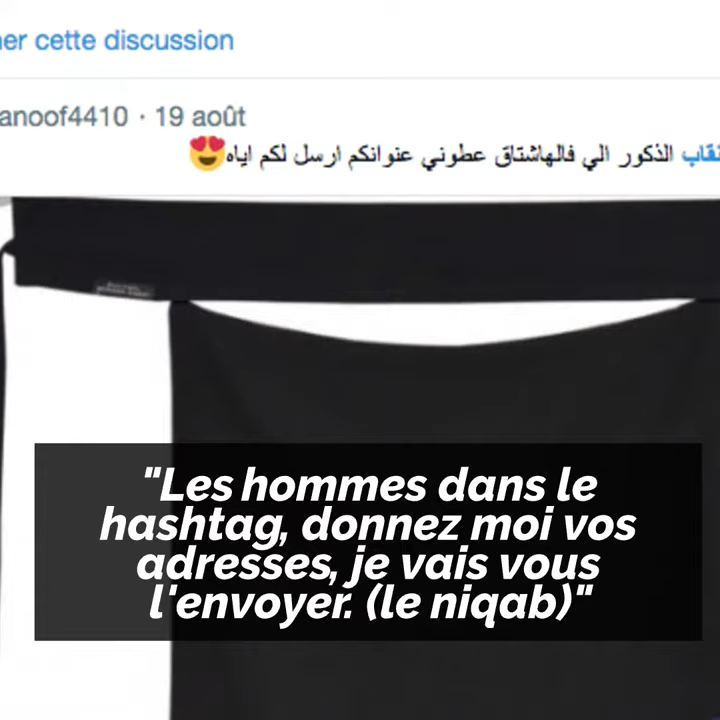 er cette discussion
anoof4410 · 19 août
نقاب الذكور الي فالهاشتاق عطوني عنوانكم ارسل لكم اياه😍
"Les hommes dans le
hashtag, donnez moi vos
adresses, je vais vous
l'envoyer. (le niqab)"